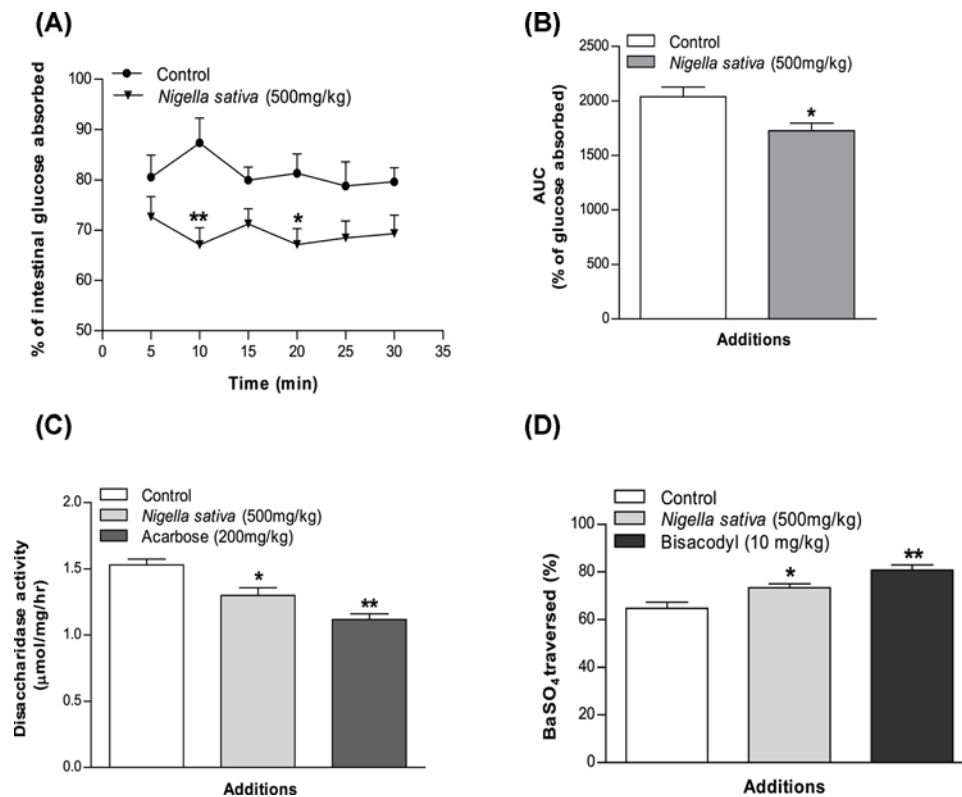 (A)
Control
Nigella sativa (500mg/kg)
% of intestinal glucose absorbed
100
90
80
70
60
50
**
*
0 5 10 15 20 25 30 35
Time (min)
(B)
Control
Nigella sativa (500mg/kg)
AUC
(% of glucose absorbed)
2500
2000
1500
1000
500
0
*
Additions
(C)
Control
Nigella sativa (500mg/kg)
Acarbose (200mg/kg)
Disaccharidase activity
(μmol/mg/hr)
2.0
1.5
1.0
0.5
0.0
*
**
Additions
(D)
Control
Nigella sativa (500mg/kg)
Bisacodyl (10 mg/kg)
BaSO₄ traversed (%)
100
80
60
40
20
0
*
**
Additions